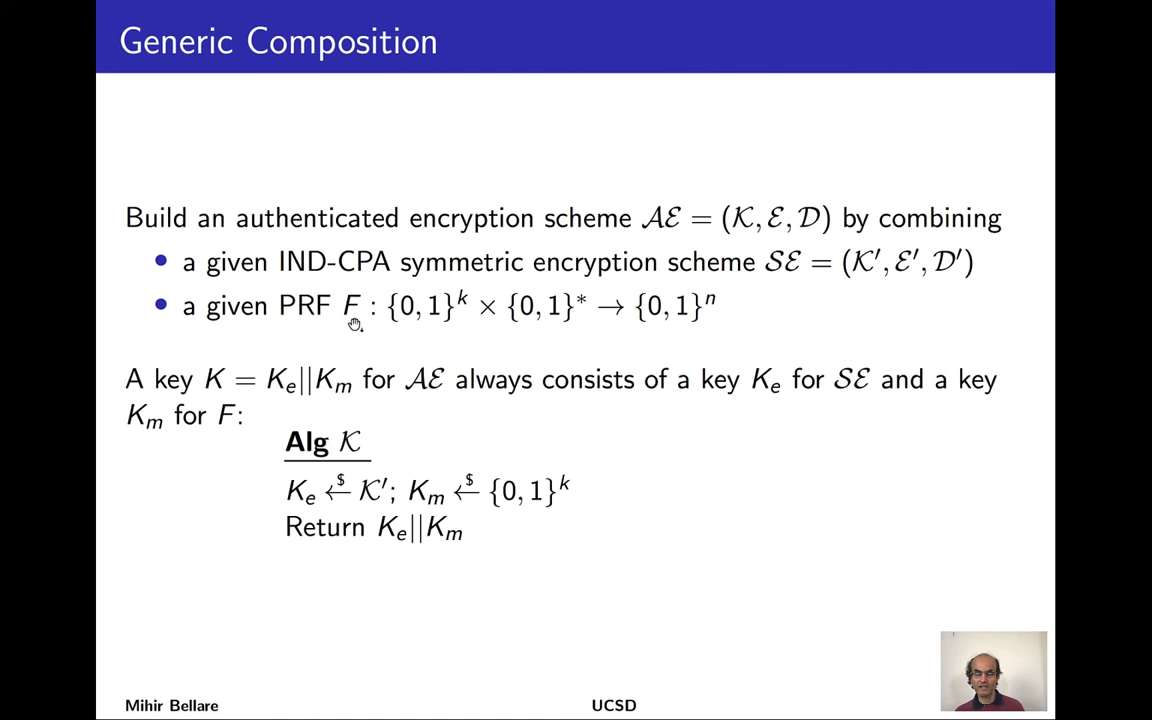 Generic Composition
Build an authenticated encryption scheme 𝒜ℰ = (𝒦, ℰ, 𝒟) by combining
• a given IND-CPA symmetric encryption scheme 𝒮ℰ = (𝒦′, ℰ′, 𝒟′)
• a given PRF F : {0, 1}^k × {0, 1}^* → {0, 1}^n
A key K = K_e||K_m for 𝒜ℰ always consists of a key K_e for 𝒮ℰ and a key
K_m for F:
Alg 𝒦
K_e ←$ 𝒦′; K_m ←$ {0, 1}^k
Return K_e||K_m
Mihir Bellare UCSD